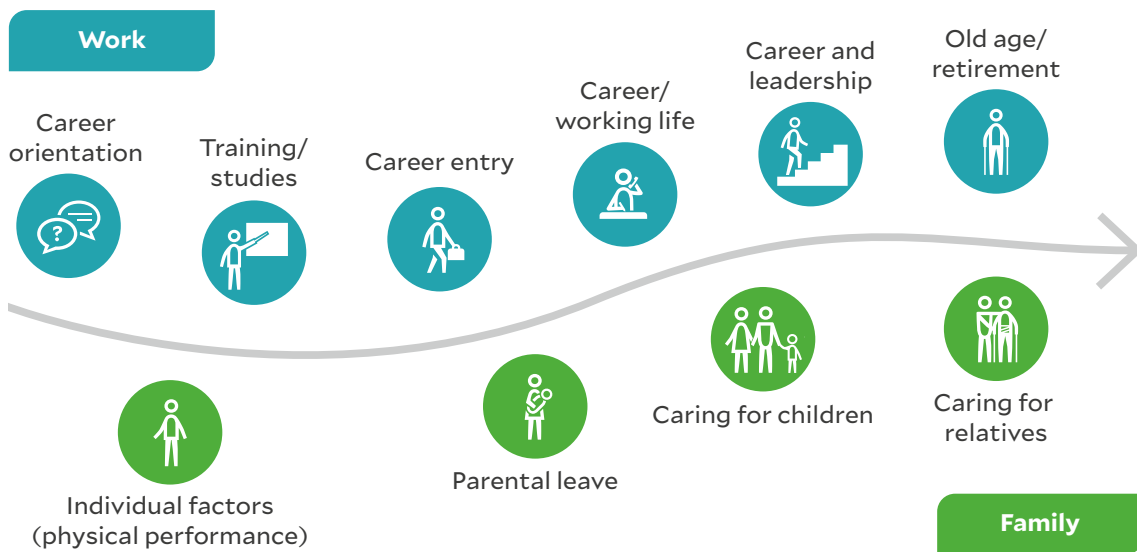 Work
Career
orientation
Training/
studies
Career entry
Career/
working life
Career and
leadership
Old age/
retirement
?
Individual factors
(physical performance)
Parental leave
Caring for children
Caring for
relatives
Family